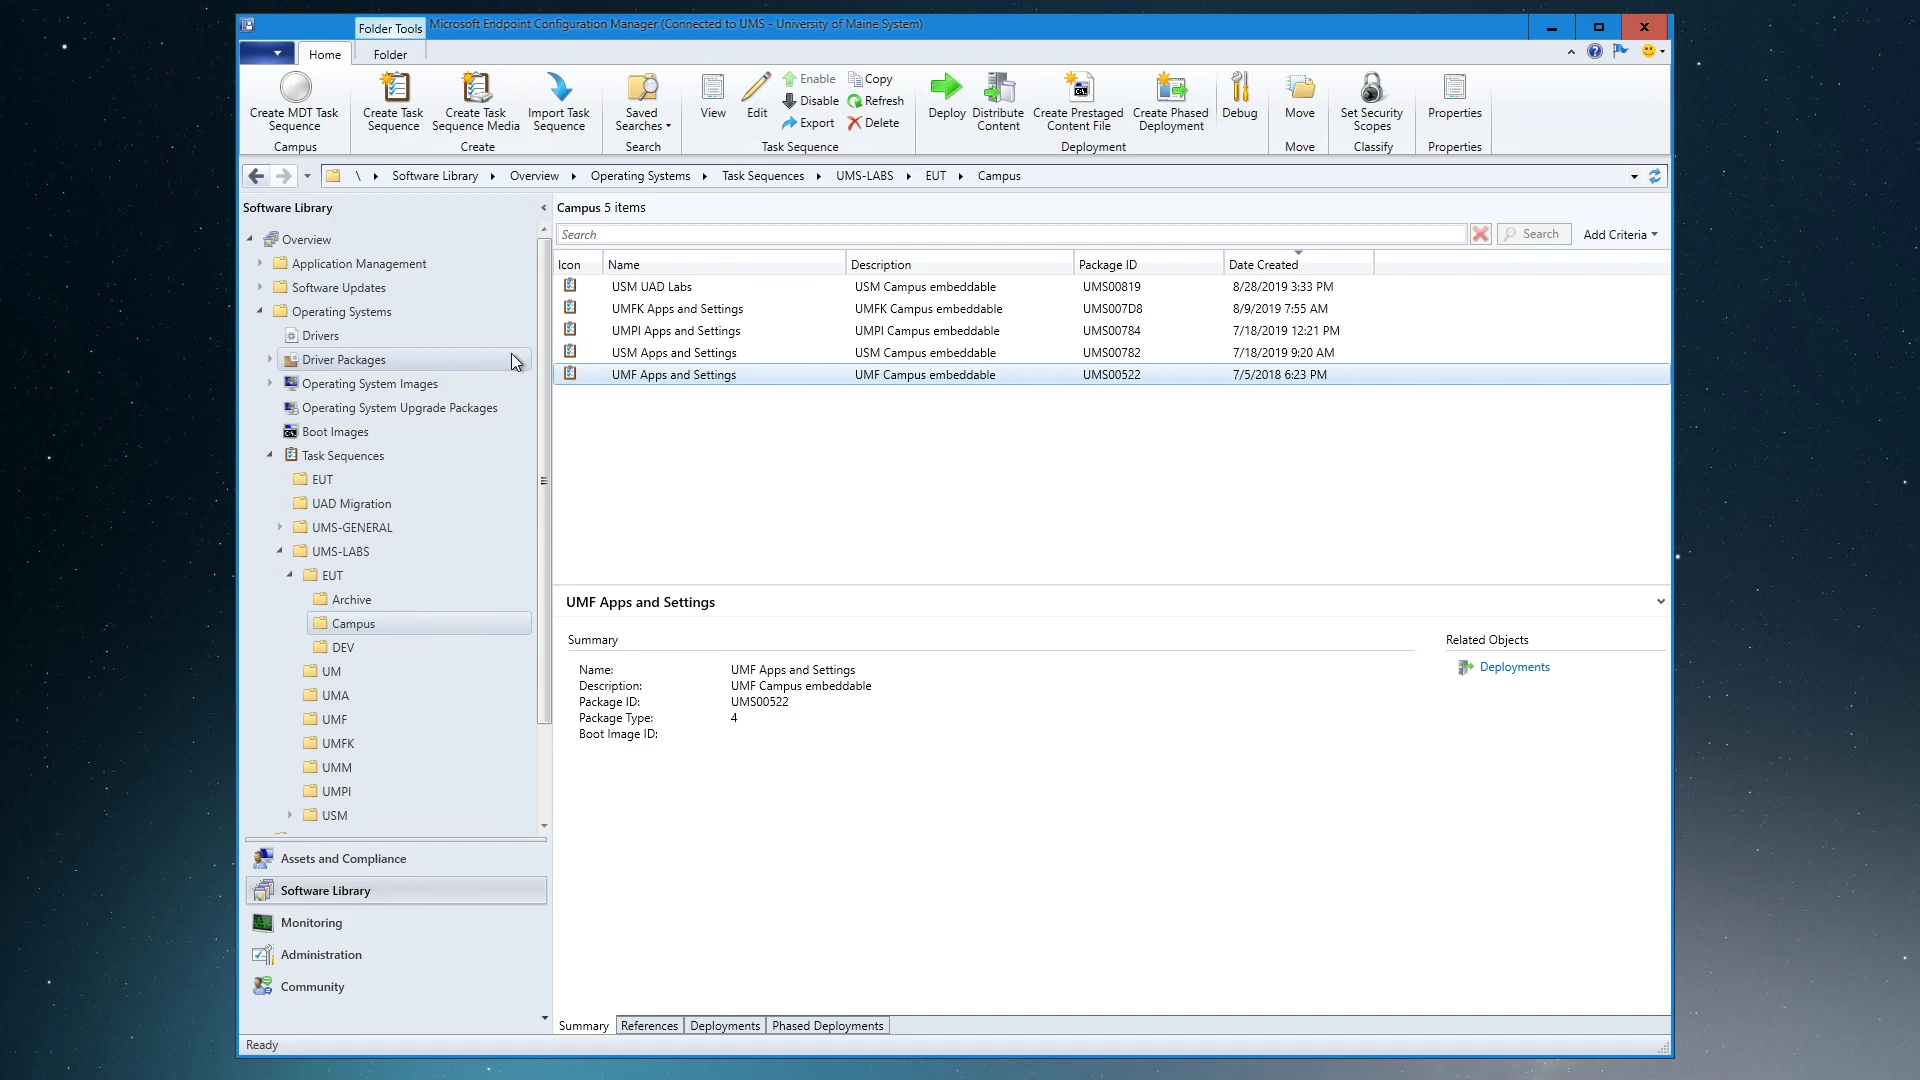 Folder Tools
Microsoft Endpoint Configuration Manager (Connected to UMS - University of Maine System)
Home
Folder
Create MDT Task
Sequence
Campus
Create Task
Sequence
Create Task
Sequence Media
Import Task
Sequence
Create
Saved
Searches
Search
View
Edit
Enable
Disable
Export
Copy
Refresh
Delete
Task Sequence
Deploy
Distribute
Content
Create Prestaged
Content File
Create Phased
Deployment
Deployment
Debug
Move
Move
Set Security
Scopes
Classify
Properties
Properties
\ Software Library Overview Operating Systems Task Sequences UMS-LABS EUT Campus
Software Library
Overview
Application Management
Software Updates
Operating Systems
Drivers
Driver Packages
Operating System Images
Operating System Upgrade Packages
Boot Images
Task Sequences
EUT
UAD Migration
UMS-GENERAL
UMS-LABS
EUT
Archive
Campus
DEV
UM
UMA
UMF
UMFK
UMM
UMPI
USM
Assets and Compliance
Software Library
Monitoring
Administration
Community
Campus 5 items
Search
Search
Add Criteria
Icon Name Description Package ID Date Created
USM UAD Labs USM Campus embeddable UMS00819 8/28/2019 3:33 PM
UMFK Apps and Settings UMFK Campus embeddable UMS007D8 8/9/2019 7:55 AM
UMPI Apps and Settings UMPI Campus embeddable UMS00784 7/18/2019 12:21 PM
USM Apps and Settings USM Campus embeddable UMS00782 7/18/2019 9:20 AM
UMF Apps and Settings UMF Campus embeddable UMS00522 7/5/2018 6:23 PM
UMF Apps and Settings
Summary
Name: UMF Apps and Settings
Description: UMF Campus embeddable
Package ID: UMS00522
Package Type: 4
Boot Image ID:
Related Objects
Deployments
Summary References Deployments Phased Deployments
Ready